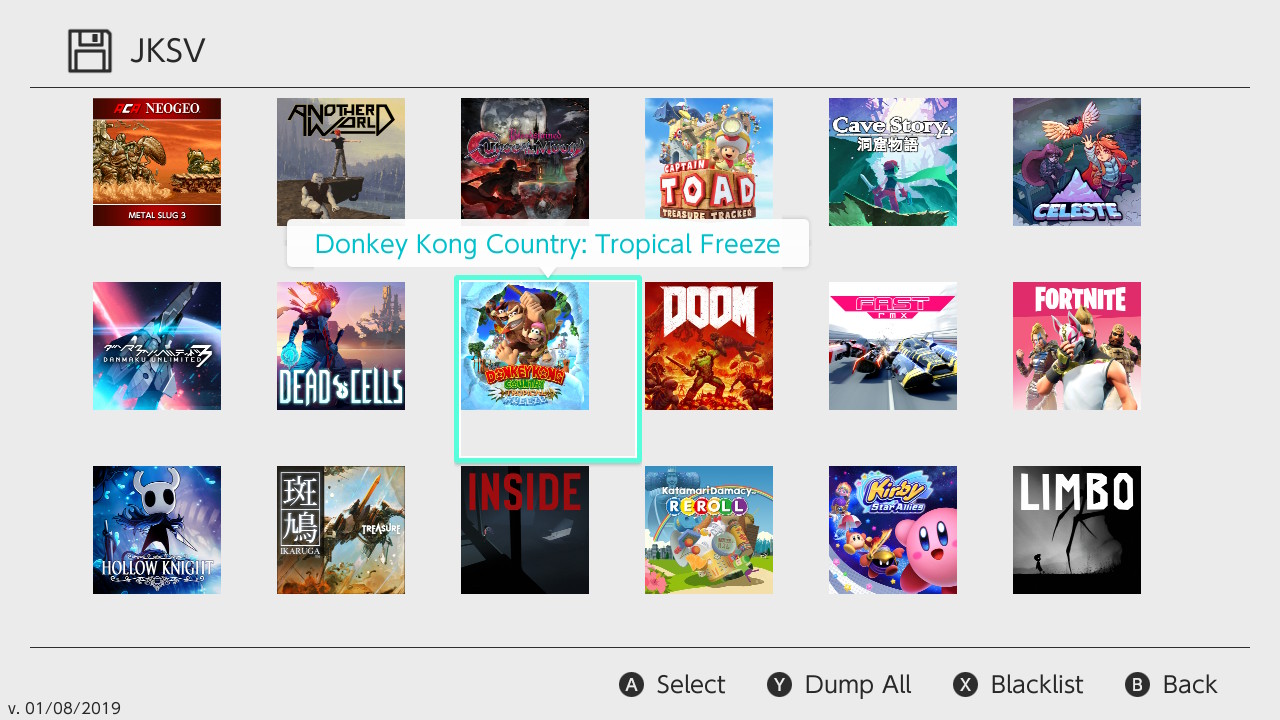 JKSV
ACA NEOGEO
METAL SLUG 3
ANOTHER
WORLD
Bloodstained
Curse of the Moon
CAPTAIN
TOAD
TREASURE TRACKER
Cave Story+
洞窟物語
CELESTE
Donkey Kong Country: Tropical Freeze
DANMAKU UNLIMITED 3
DEAD CELLS
DONKEY KONG
COUNTRY
TROPICAL
FREEZE
DOOM
FAST
rmx
FORTNITE
HOLLOW KNIGHT
斑
鳩
IKARUGA
TREASURE
INSIDE
Katamari Damacy
REROLL
Kirby
Star Allies
LIMBO
A Select
Y Dump All
X Blacklist
B Back
v. 01/08/2019